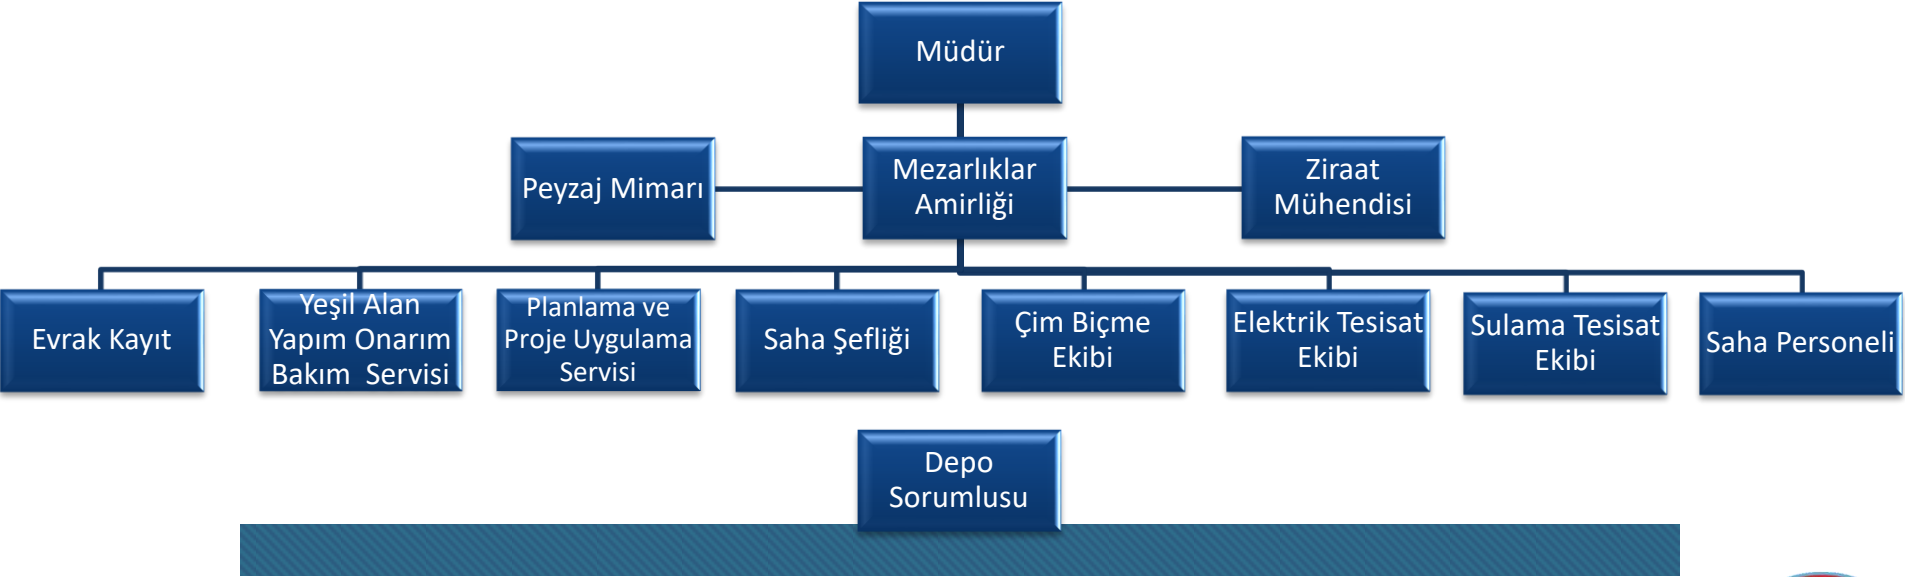 Müdür
Peyzaj Mimarı
Mezarlıklar
Amirliği
Ziraat
Mühendisi
Evrak Kayıt
Yeşil Alan
Yapım Onarım
Bakım  Servisi
Planlama ve
Proje Uygulama
Servisi
Saha Şefliği
Çim Biçme
Ekibi
Elektrik Tesisat
Ekibi
Sulama Tesisat
Ekibi
Saha Personeli
Depo
Sorumlusu